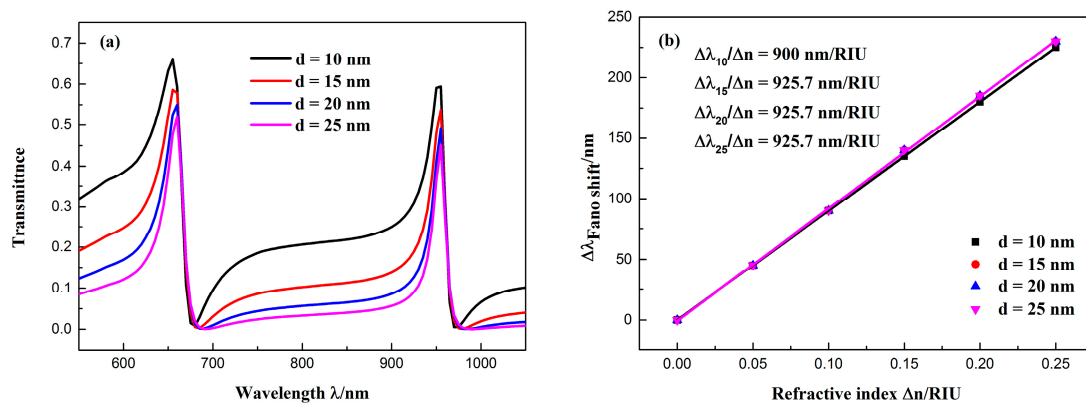 (a)
d = 10 nm
d = 15 nm
d = 20 nm
d = 25 nm
0.7
0.6
0.5
0.4
0.3
0.2
0.1
0.0
Transmittnce
600 700 800 900 1000
Wavelength λ/nm
(b)
Δλ₁₀/Δn = 900 nm/RIU
Δλ₁₅/Δn = 925.7 nm/RIU
Δλ₂₀/Δn = 925.7 nm/RIU
Δλ₂₅/Δn = 925.7 nm/RIU
250
200
150
100
50
0
Δλ_Fano shift/nm
d = 10 nm
d = 15 nm
d = 20 nm
d = 25 nm
0.00 0.05 0.10 0.15 0.20 0.25
Refractive index Δn/RIU